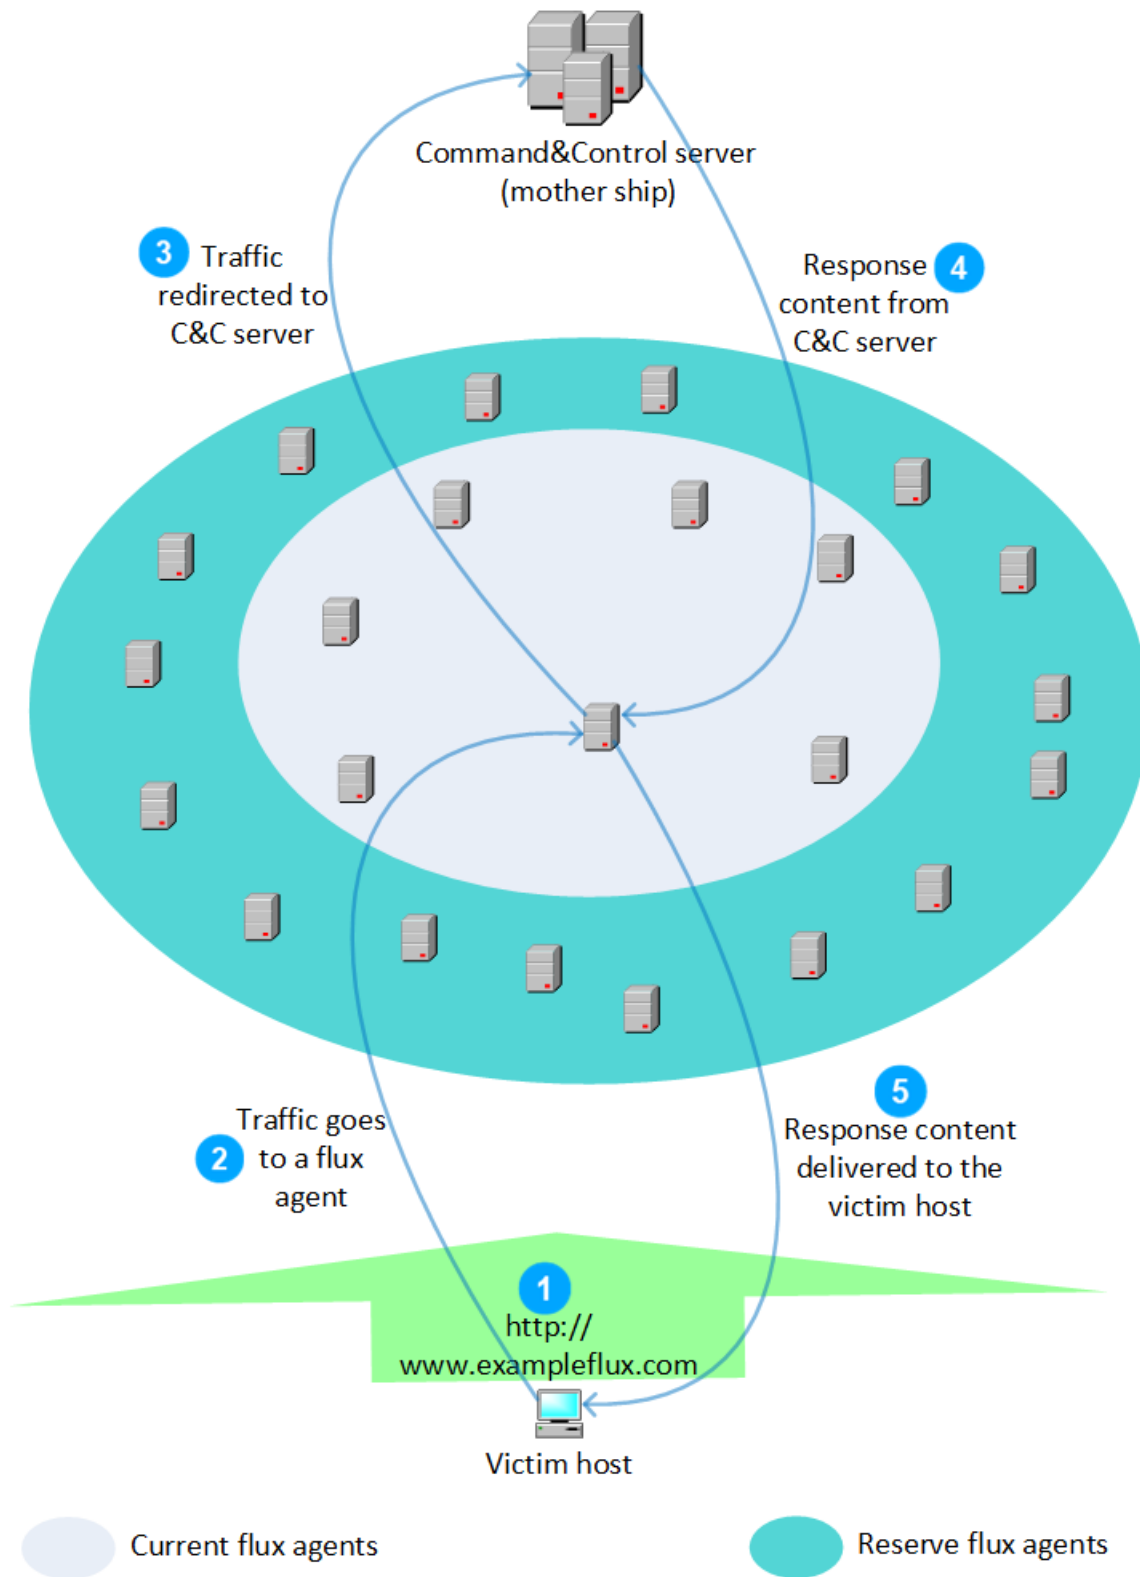 Command&Control server
(mother ship)
3
Traffic
redirected to
C&C server
Response
content from
C&C server
4
Traffic goes
to a flux
agent
2
5
Response content
delivered to the
victim host
1
http://
www.exampleflux.com
Victim host
Current flux agents
Reserve flux agents